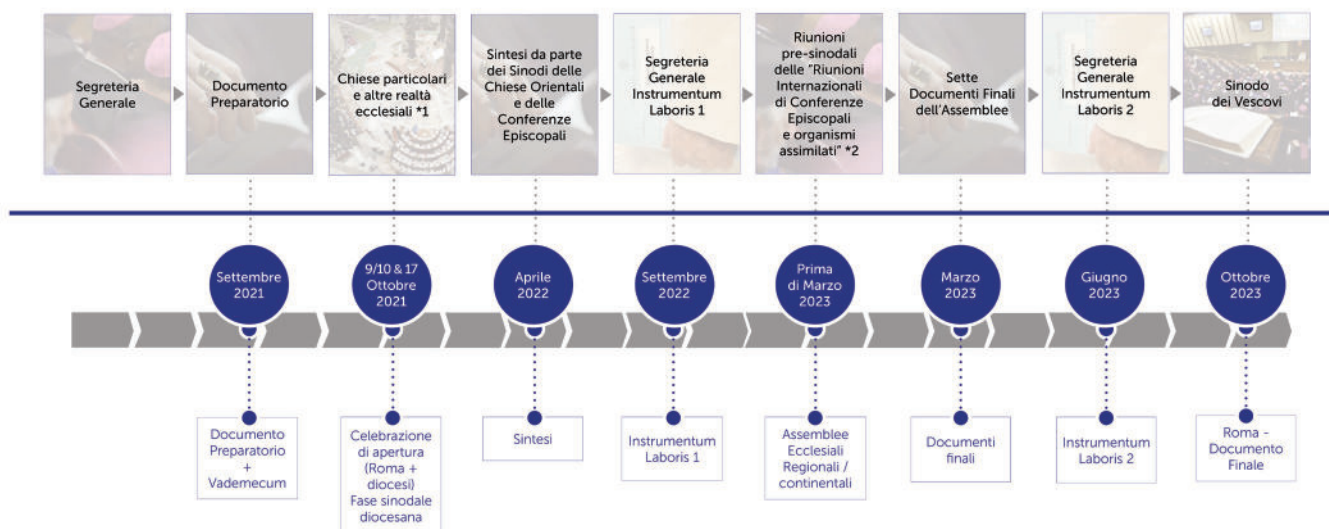 Segreteria
Generale
Documento
Preparatorio
Chiese particolari
e altre realtà
ecclesiali *1
Sintesi da parte
dei Sinodi delle
Chiese Orientali
e delle
Conferenze
Episcopali
Segreteria
Generale
Instrumentum
Laboris 1
Riunioni
pre-sinodali
delle “Riunioni
Internazionali
di Conferenze
Episcopali
e organismi
assimilati” *2
Sette
Documenti Finali
dell’Assemblee
Segreteria
Generale
Instrumentum
Laboris 2
Sinodo
dei Vescovi
Settembre
2021
9/10 & 17
Ottobre
2021
Aprile
2022
Settembre
2022
Prima
di Marzo
2023
Marzo
2023
Giugno
2023
Ottobre
2023
Documento
Preparatorio
+
Vademecum
Celebrazione
di apertura
(Roma +
diocesi)
Fase sinodale
diocesana
Sintesi
Instrumentum
Laboris 1
Assemblee
Ecclesiali
Regionali /
continentali
Documenti
finali
Instrumentum
Laboris 2
Roma -
Documento
Finale